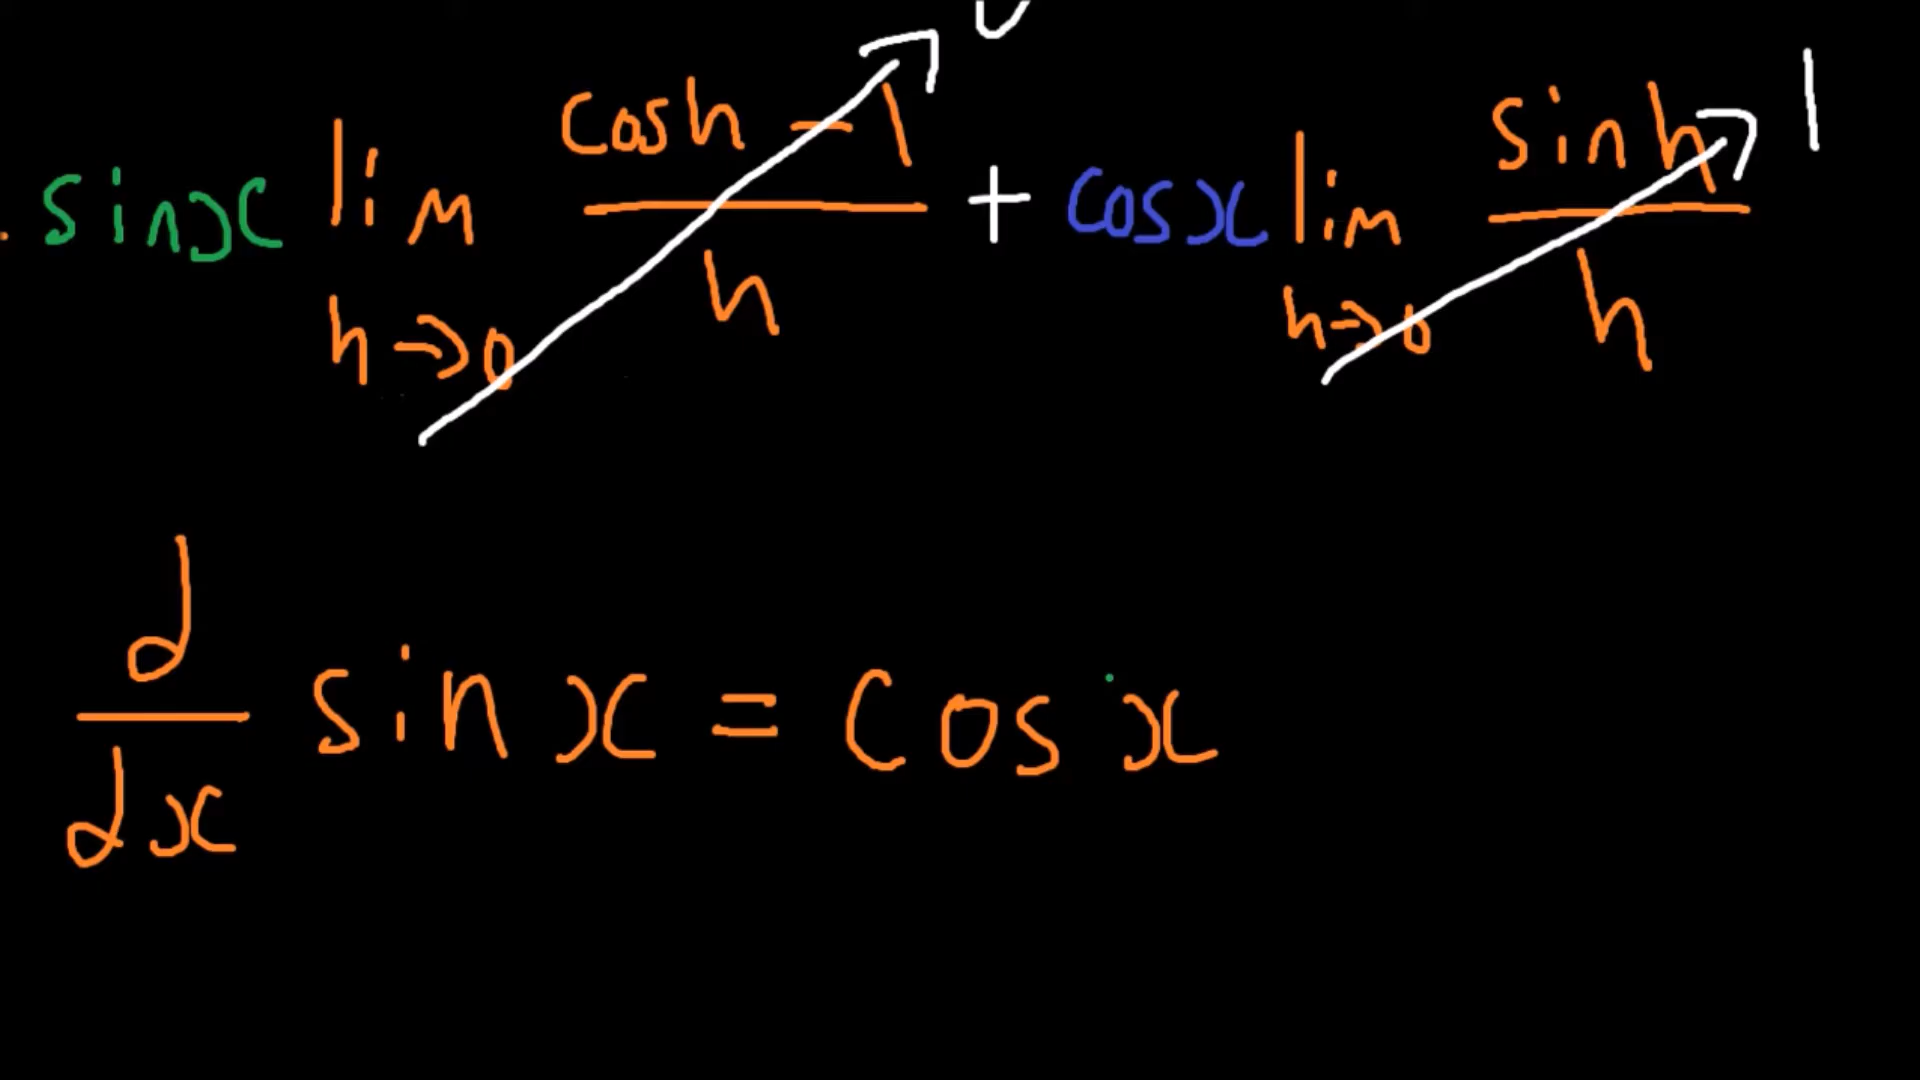 sinx lim h→0 (cosh - 1)/h + cosx lim h→0 sinh/h 1
d/dx sin x = cos x